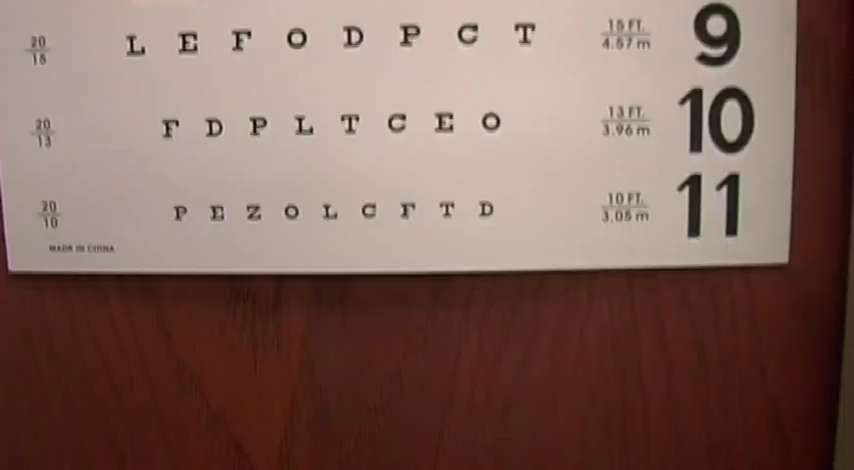 20/15 L E F O D P C T 15 FT. 4.57 m 9
20/13 F D P L T C E O 13 FT. 3.96 m 10
20/10 P E Z O L C F T D 10 FT. 3.05 m 11
MADE IN CHINA